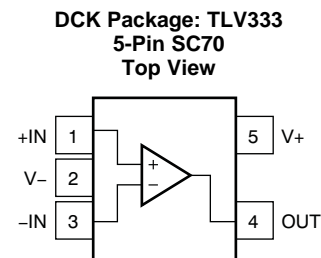 DCK Package: TLV333
5-Pin SC70
Top View
+IN 1 5 V+
+
V− 2
−
−IN 3 4 OUT